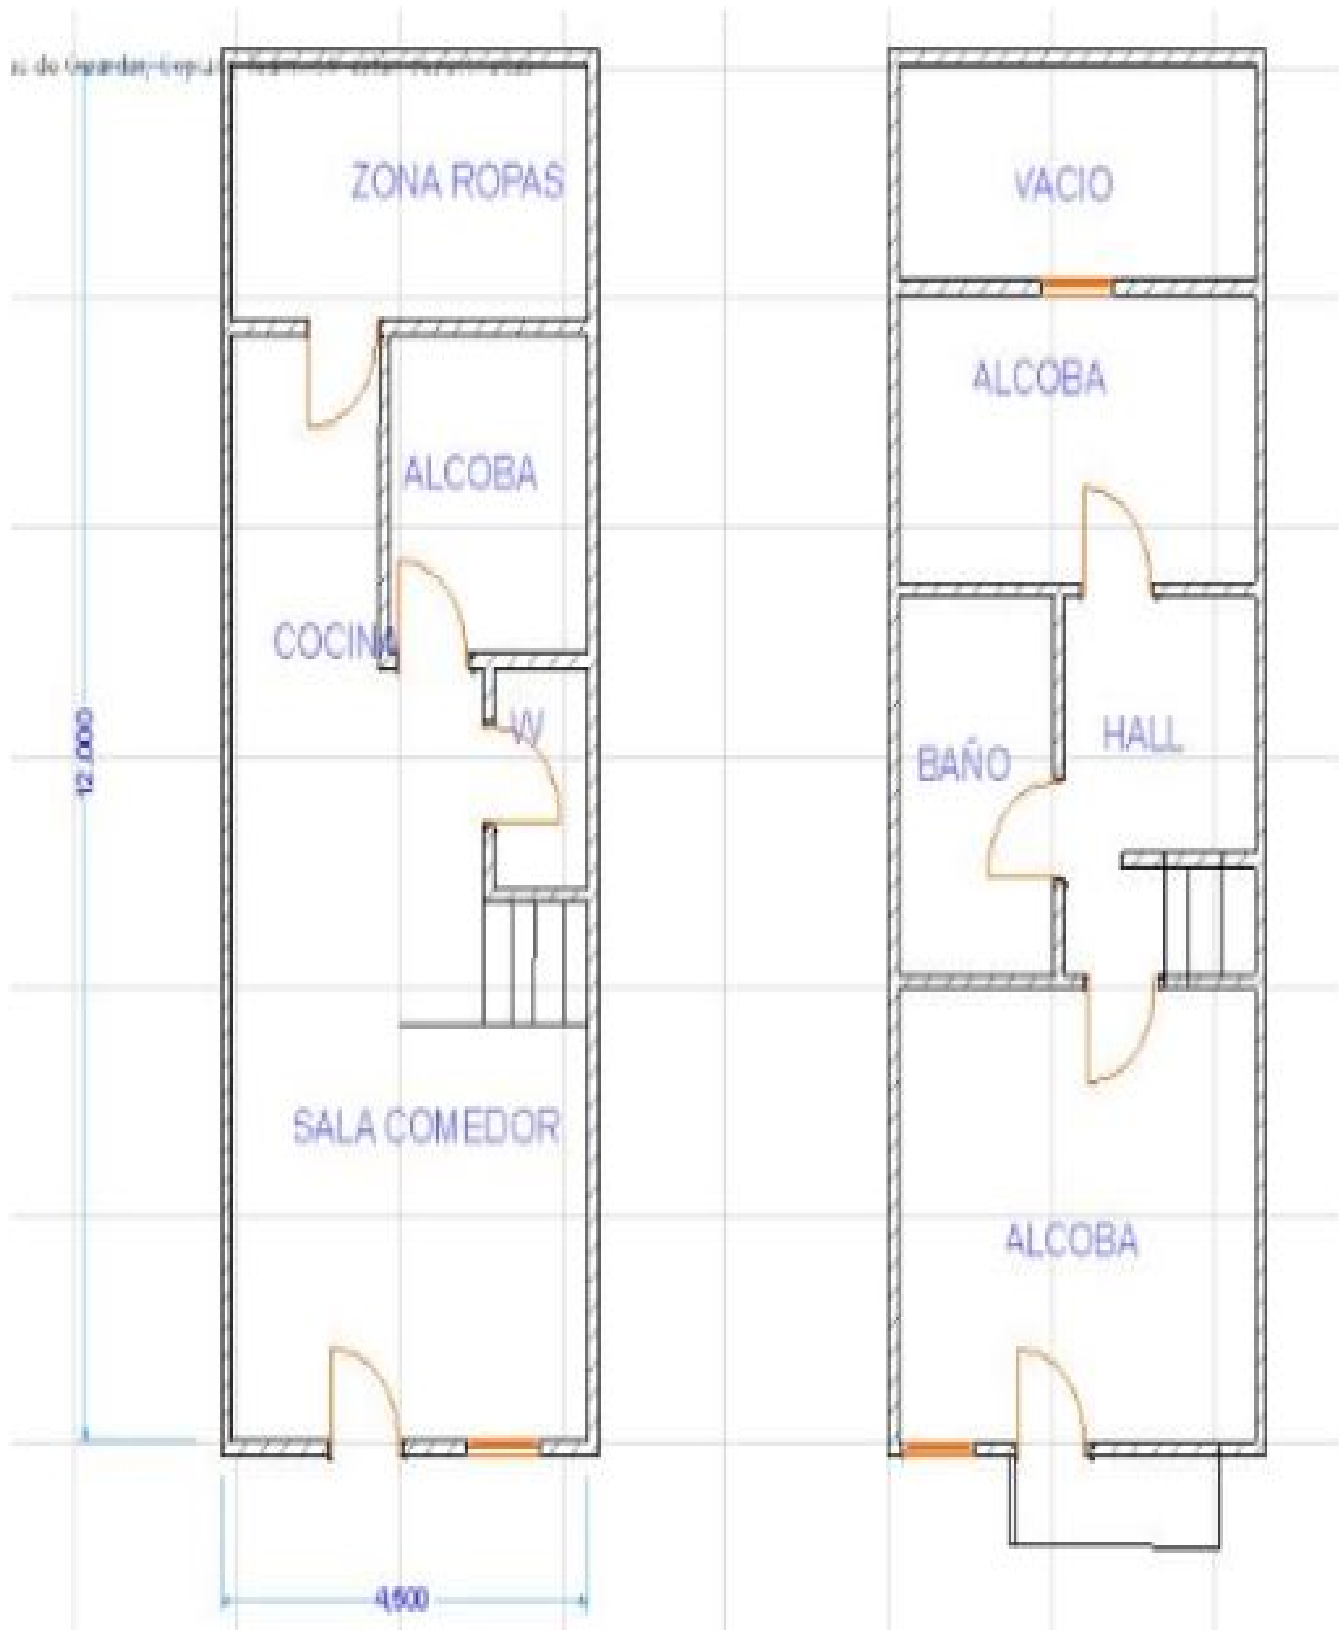 ZONA ROPAS
ALCOBA
COCINA
W
SALA COMEDOR
12.000
4,500
VACIO
ALCOBA
BAÑO
HALL
ALCOBA